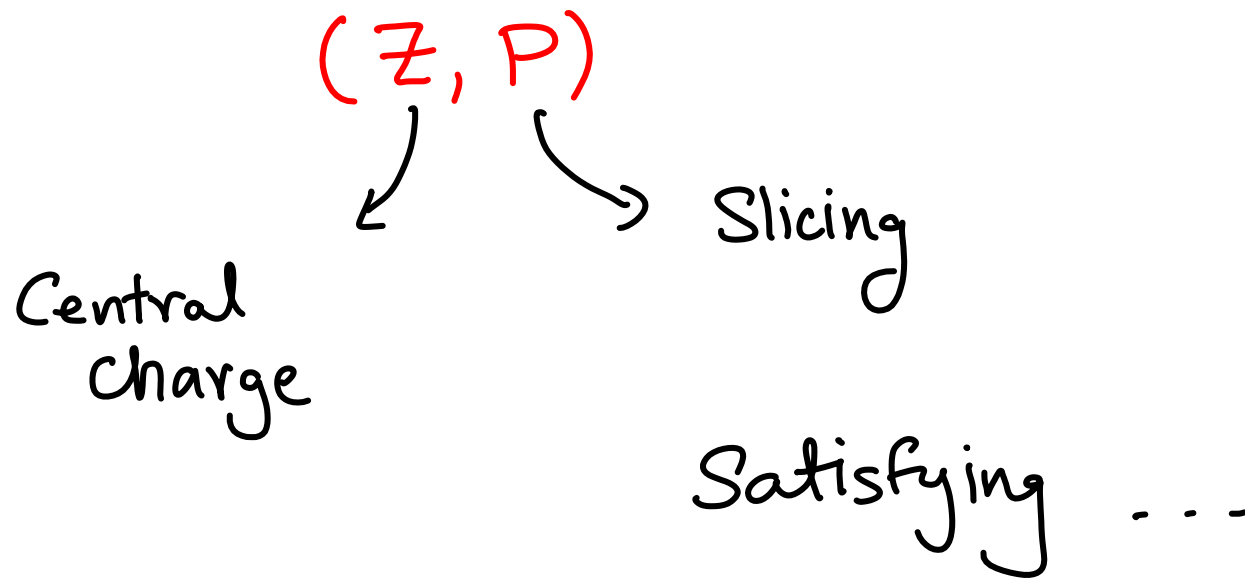 (Z, P)
Slicing
Central
Charge
Satisfying ...